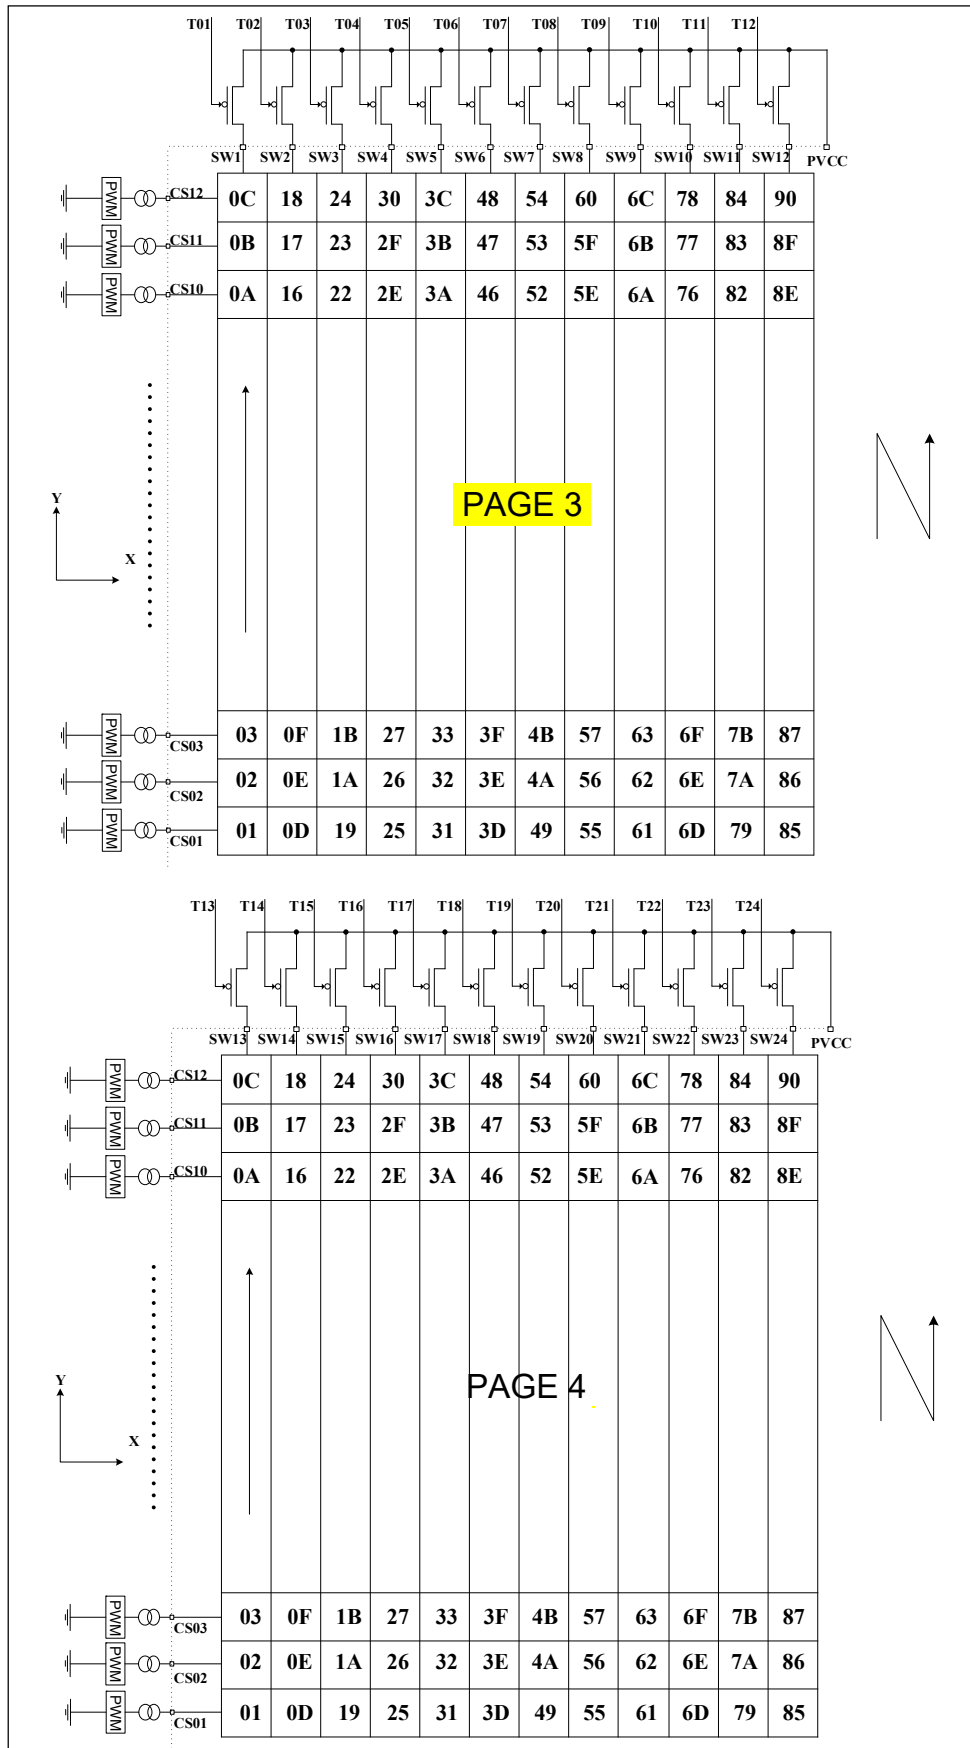 T01 T02 T03 T04 T05 T06 T07 T08 T09 T10 T11 T12
SW1 SW2 SW3 SW4 SW5 SW6 SW7 SW8 SW9 SW10 SW11 SW12 PVCC
PWM CS12 0C 18 24 30 3C 48 54 60 6C 78 84 90
PWM CS11 0B 17 23 2F 3B 47 53 5F 6B 77 83 8F
PWM CS10 0A 16 22 2E 3A 46 52 5E 6A 76 82 8E
PAGE 3
Y
X
PWM CS03 03 0F 1B 27 33 3F 4B 57 63 6F 7B 87
PWM CS02 02 0E 1A 26 32 3E 4A 56 62 6E 7A 86
PWM CS01 01 0D 19 25 31 3D 49 55 61 6D 79 85
T13 T14 T15 T16 T17 T18 T19 T20 T21 T22 T23 T24
SW13 SW14 SW15 SW16 SW17 SW18 SW19 SW20 SW21 SW22 SW23 SW24 PVCC
PWM CS12 0C 18 24 30 3C 48 54 60 6C 78 84 90
PWM CS11 0B 17 23 2F 3B 47 53 5F 6B 77 83 8F
PWM CS10 0A 16 22 2E 3A 46 52 5E 6A 76 82 8E
Y
PAGE 4
X
PWM CS03 03 0F 1B 27 33 3F 4B 57 63 6F 7B 87
PWM CS02 02 0E 1A 26 32 3E 4A 56 62 6E 7A 86
PWM CS01 01 0D 19 25 31 3D 49 55 61 6D 79 85